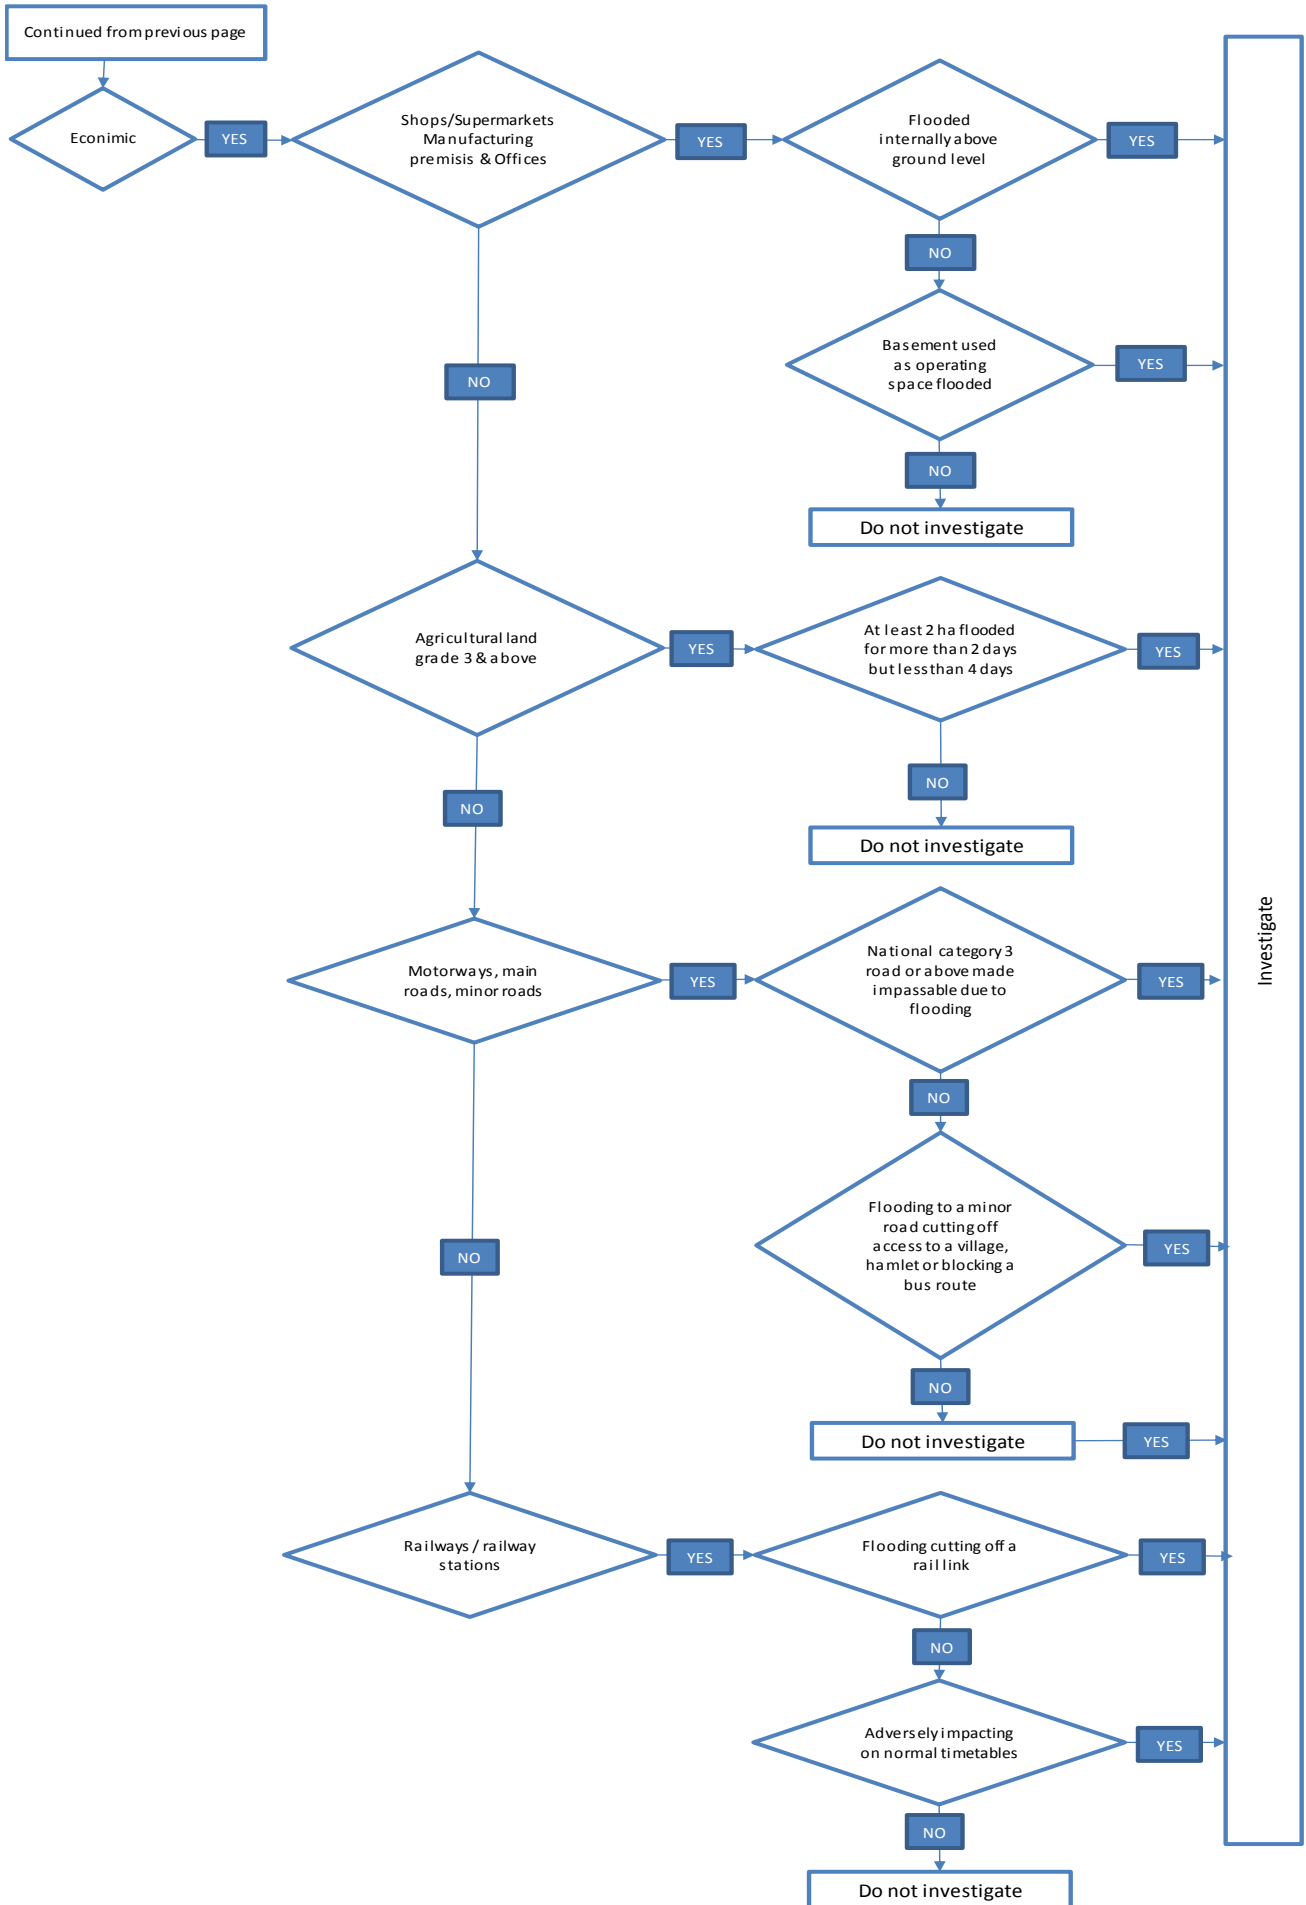 Continued from previous page
Econimic
YES
Shops/Supermarkets
Manufacturing
premisis & Offices
YES
Flooded
internally above
ground level
YES
NO
Basement used
as operating
space flooded
YES
NO
NO
Do not investigate
Agricultural land
grade 3 & above
YES
At least 2 ha flooded
for more than 2 days
but less than 4 days
YES
NO
NO
Do not investigate
Motorways, main
roads, minor roads
YES
National category 3
road or above made
impassable due to
flooding
YES
Investigate
NO
Flooding to a minor
road cutting off
access to a village,
hamlet or blocking a
bus route
YES
NO
NO
Do not investigate
YES
Railways / railway
stations
YES
Flooding cutting off a
rail link
YES
NO
Adversely impacting
on normal timetables
YES
NO
Do not investigate